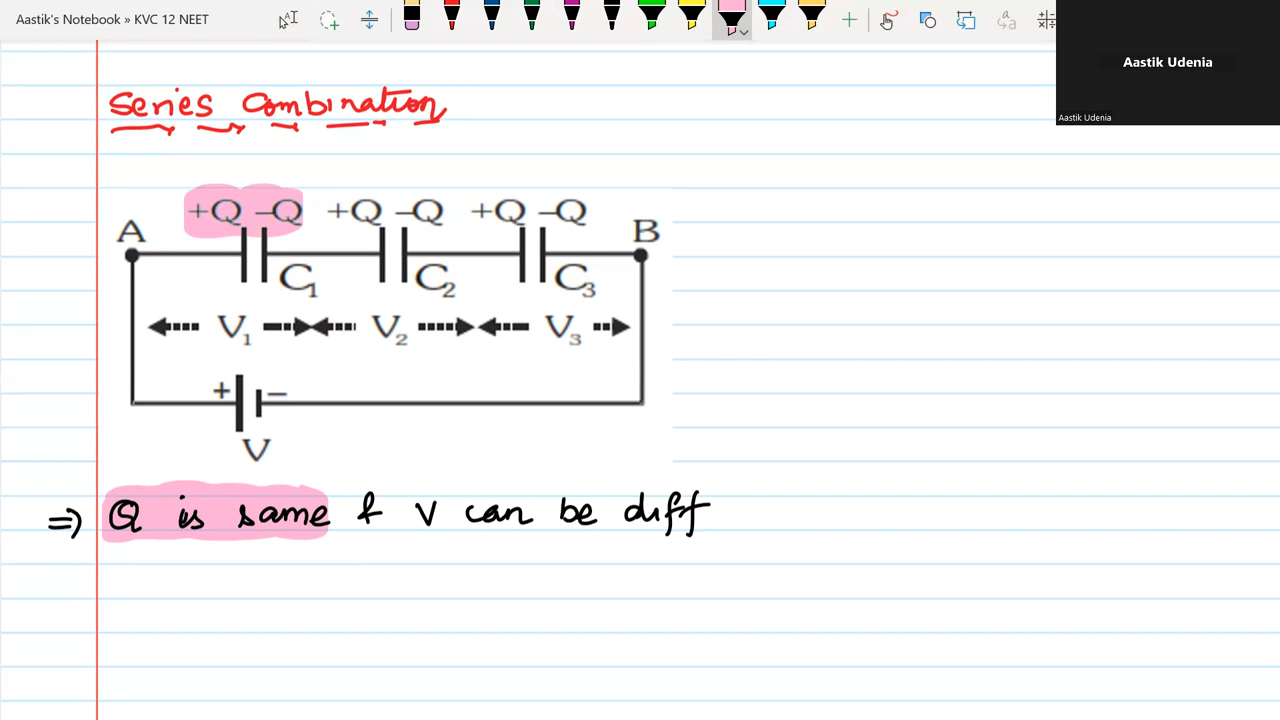 Aastik's Notebook » KVC 12 NEET
Aastik Udenia
Aastik Udenia
Series Combination
+Q –Q +Q –Q +Q –Q
A B
C₁ C₂ C₃
V₁ V₂ V₃
+ –
V
⇒ Q is same & V can be diff